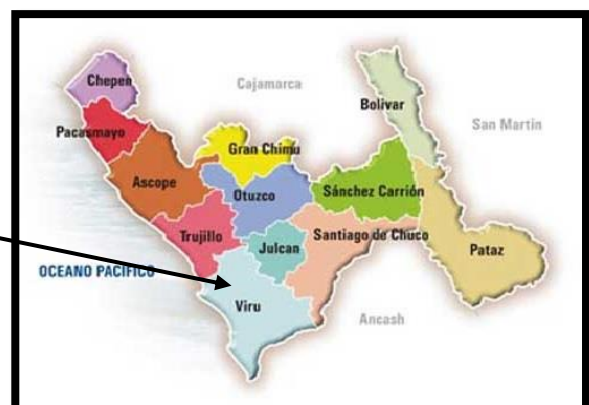 Chepen
Cajamarca
Bolivar
Pacasmayo
San Martin
Gran Chimu
Ascope
Otuzco
Sánchez Carrión
Trujillo
Julcan
Santiago de Chuco
Pataz
OCEANO PACIFICO
Viru
Ancash